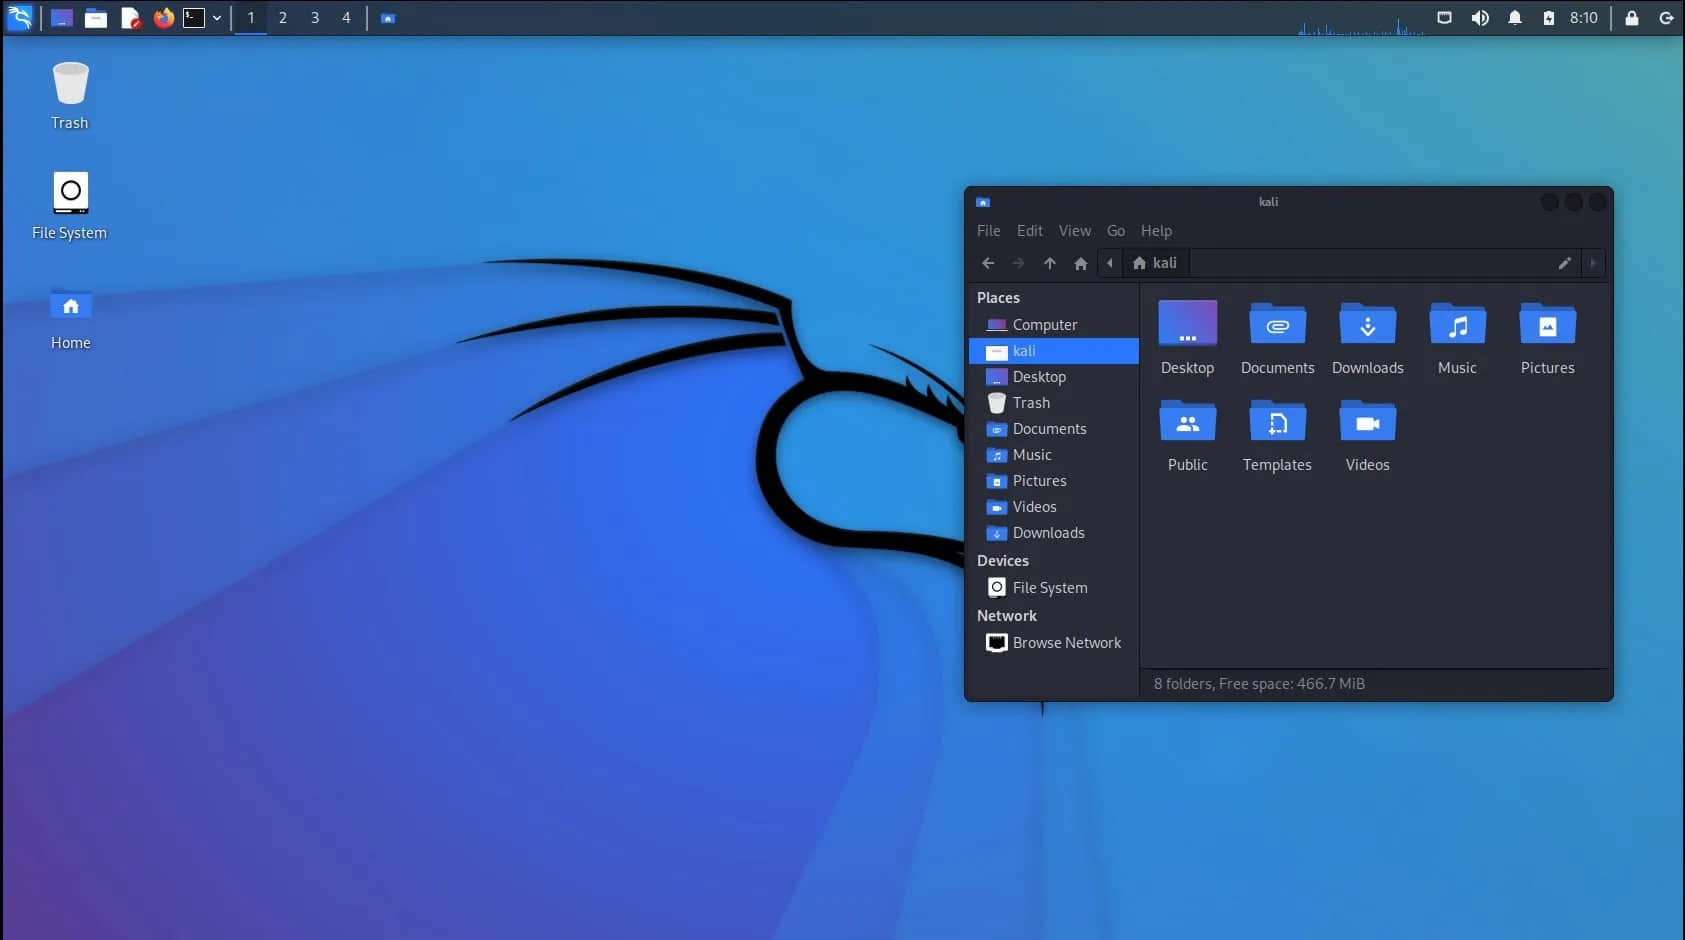 1 2 3 4
8:10
Trash
File System
Home
kali
File Edit View Go Help
kali
Places
Computer
kali
Desktop
Trash
Documents
Music
Pictures
Videos
Downloads
Devices
File System
Network
Browse Network
Desktop Documents Downloads Music Pictures
Public Templates Videos
8 folders, Free space: 466.7 MiB